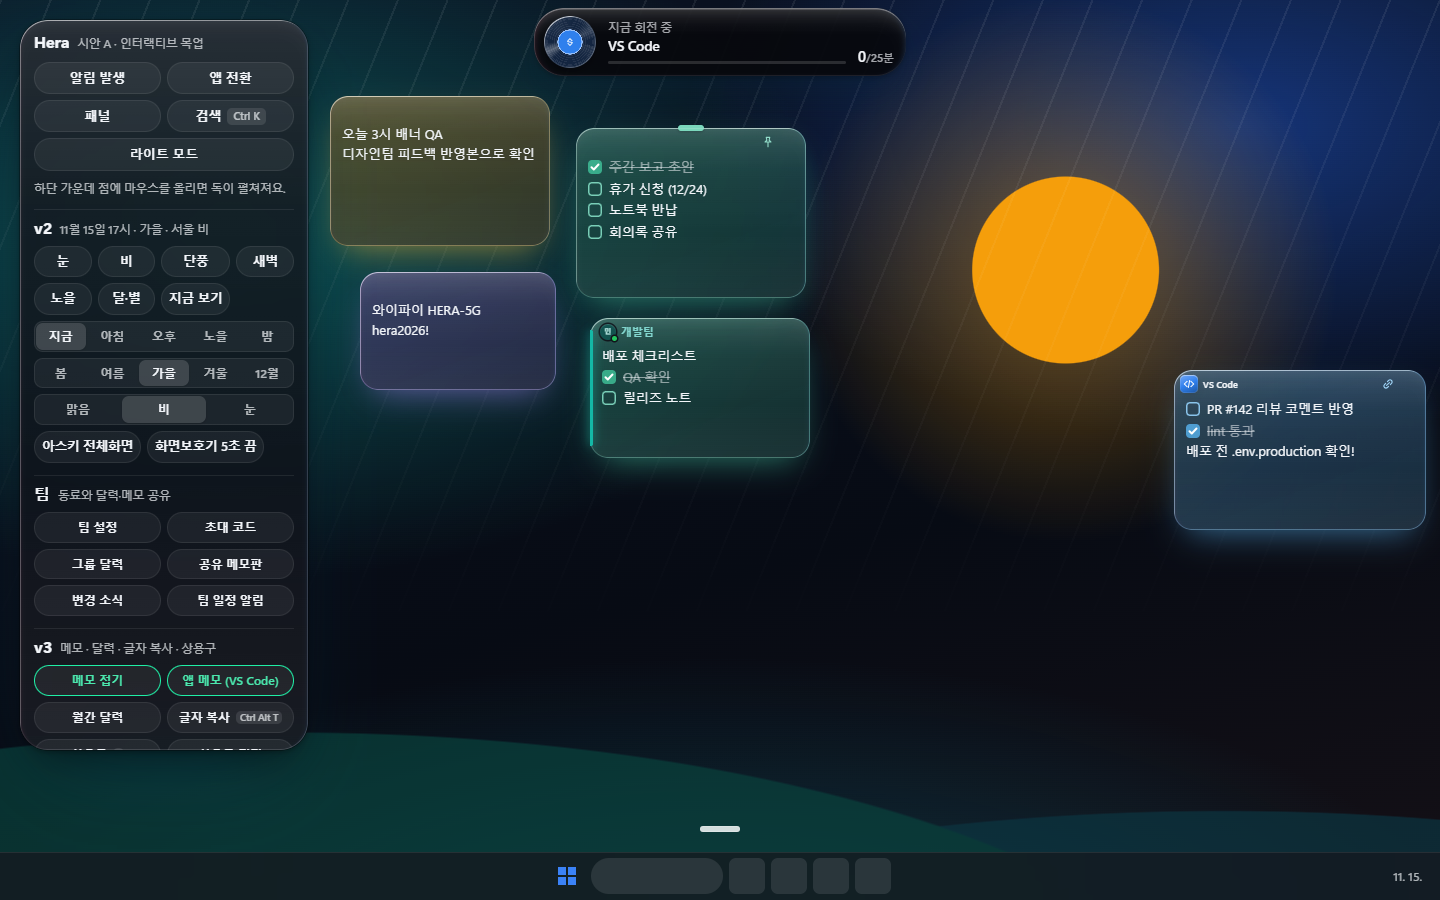 Hera 시안 A · 인터랙티브 목업
알림 발생
앱 전환
패널
검색 Ctrl K
라이트 모드
하단 가운데 점에 마우스를 올리면 독이 펼쳐져요.
v2 11월 15일 17시 · 가을 · 서울 비
눈
비
단풍
새벽
노을
달·별
지금 보기
지금
아침
오후
노을
밤
봄
여름
가을
겨울
12월
맑음
비
눈
아스키 전체화면
화면보호기 5초 끔
팀 동료와 달력·메모 공유
팀 설정
초대 코드
그룹 달력
공유 메모판
변경 소식
팀 일정 알림
v3 메모 · 달력 · 글자 복사 · 상용구
메모 접기
앱 메모 (VS Code)
월간 달력
글자 복사 Ctrl Alt T
지금 회전 중
VS Code
0/25분
오늘 3시 배너 QA
디자인팀 피드백 반영본으로 확인
주간 보고 초안
휴가 신청 (12/24)
노트북 반납
회의록 공유
와이파이 HERA-5G
hera2026!
개발팀
배포 체크리스트
QA 확인
릴리즈 노트
VS Code
PR #142 리뷰 코멘트 반영
lint 통과
배포 전 .env.production 확인!
11. 15.